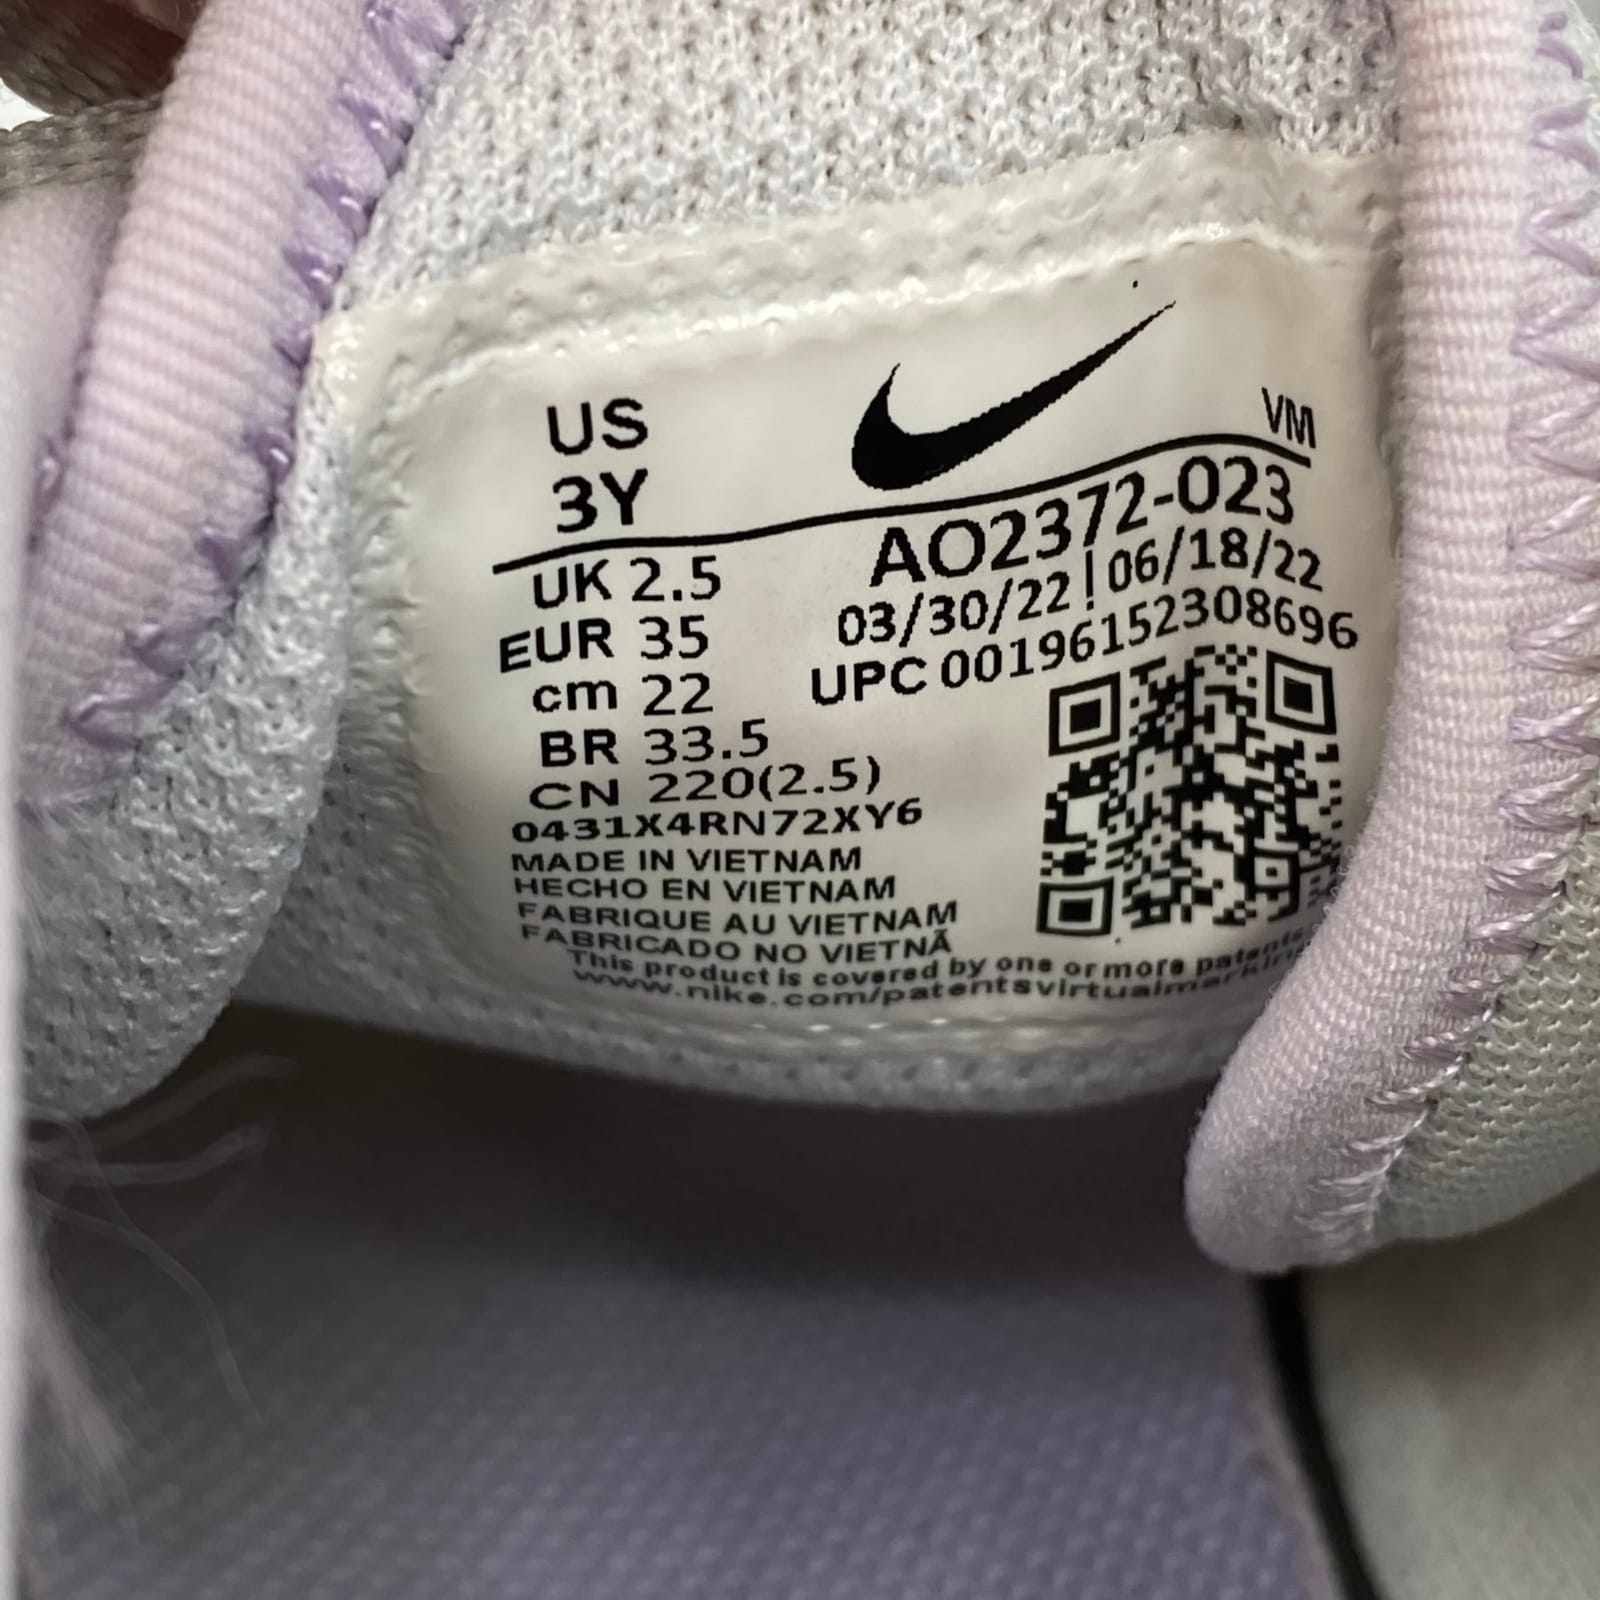 US
3Y
UK 2.5
EUR 35
cm 22
BR 33.5
CN 220(2.5)
VM
AO2372-023
03/30/22 | 06/18/22
UPC 00196152308696
0431X4RN72XY6
MADE IN VIETNAM
HECHO EN VIETNAM
FABRIQUE AU VIETNAM
FABRICADO NO VIETNÃ
This product is covered by one or more patents
www.nike.com/patentsvirtualmarkin